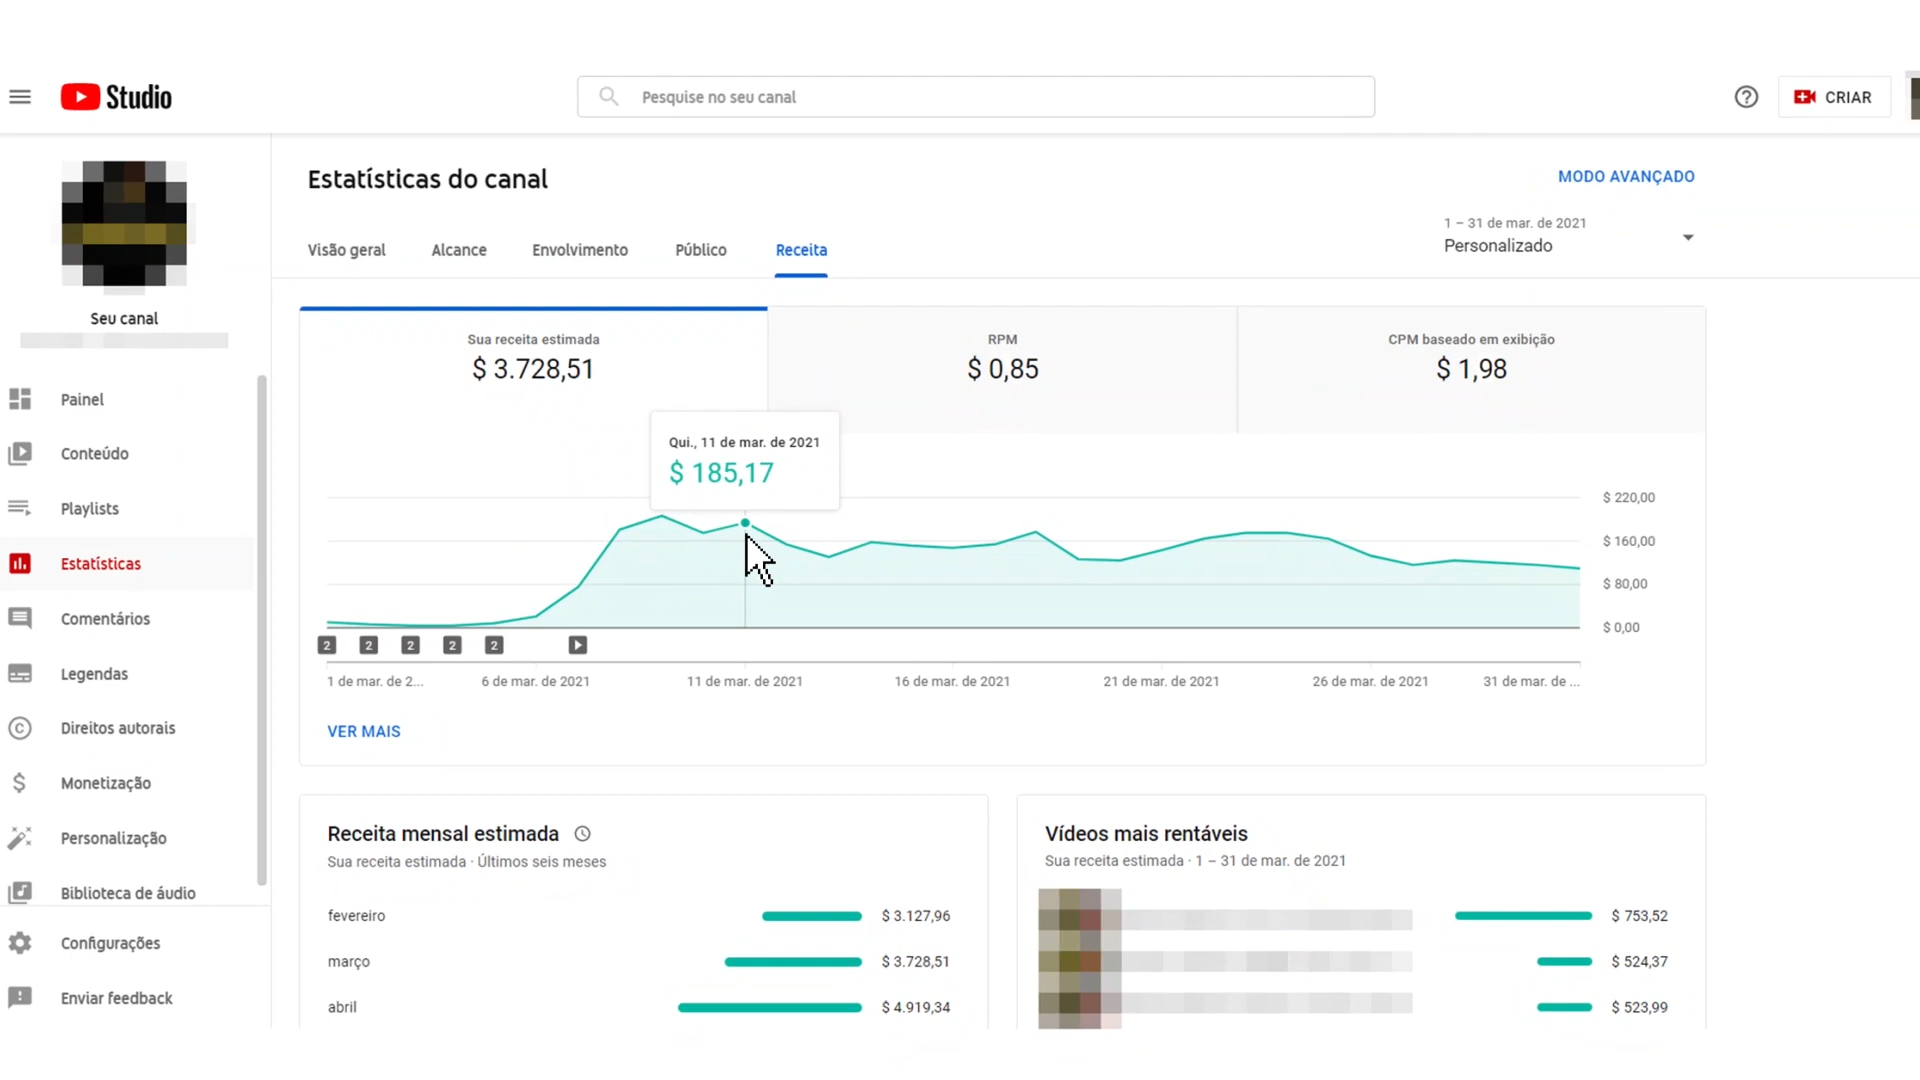 Studio
Pesquise no seu canal
CRIAR
Seu canal
Painel
Conteúdo
Playlists
Estatísticas
Comentários
Legendas
Direitos autorais
Monetização
Personalização
Biblioteca de áudio
Configurações
Enviar feedback
Estatísticas do canal
MODO AVANÇADO
Visão geral
Alcance
Envolvimento
Público
Receita
1 – 31 de mar. de 2021
Personalizado
Sua receita estimada
$ 3.728,51
RPM
$ 0,85
CPM baseado em exibição
$ 1,98
Qui., 11 de mar. de 2021
$ 185,17
$ 220,00
$ 160,00
$ 80,00
$ 0,00
2 2 2 2 2
1 de mar. de 2...
6 de mar. de 2021
11 de mar. de 2021
16 de mar. de 2021
21 de mar. de 2021
26 de mar. de 2021
31 de mar. de ...
VER MAIS
Receita mensal estimada
Sua receita estimada · Últimos seis meses
fevereiro $ 3.127,96
março $ 3.728,51
abril $ 4.919,34
Vídeos mais rentáveis
Sua receita estimada · 1 – 31 de mar. de 2021
$ 753,52
$ 524,37
$ 523,99